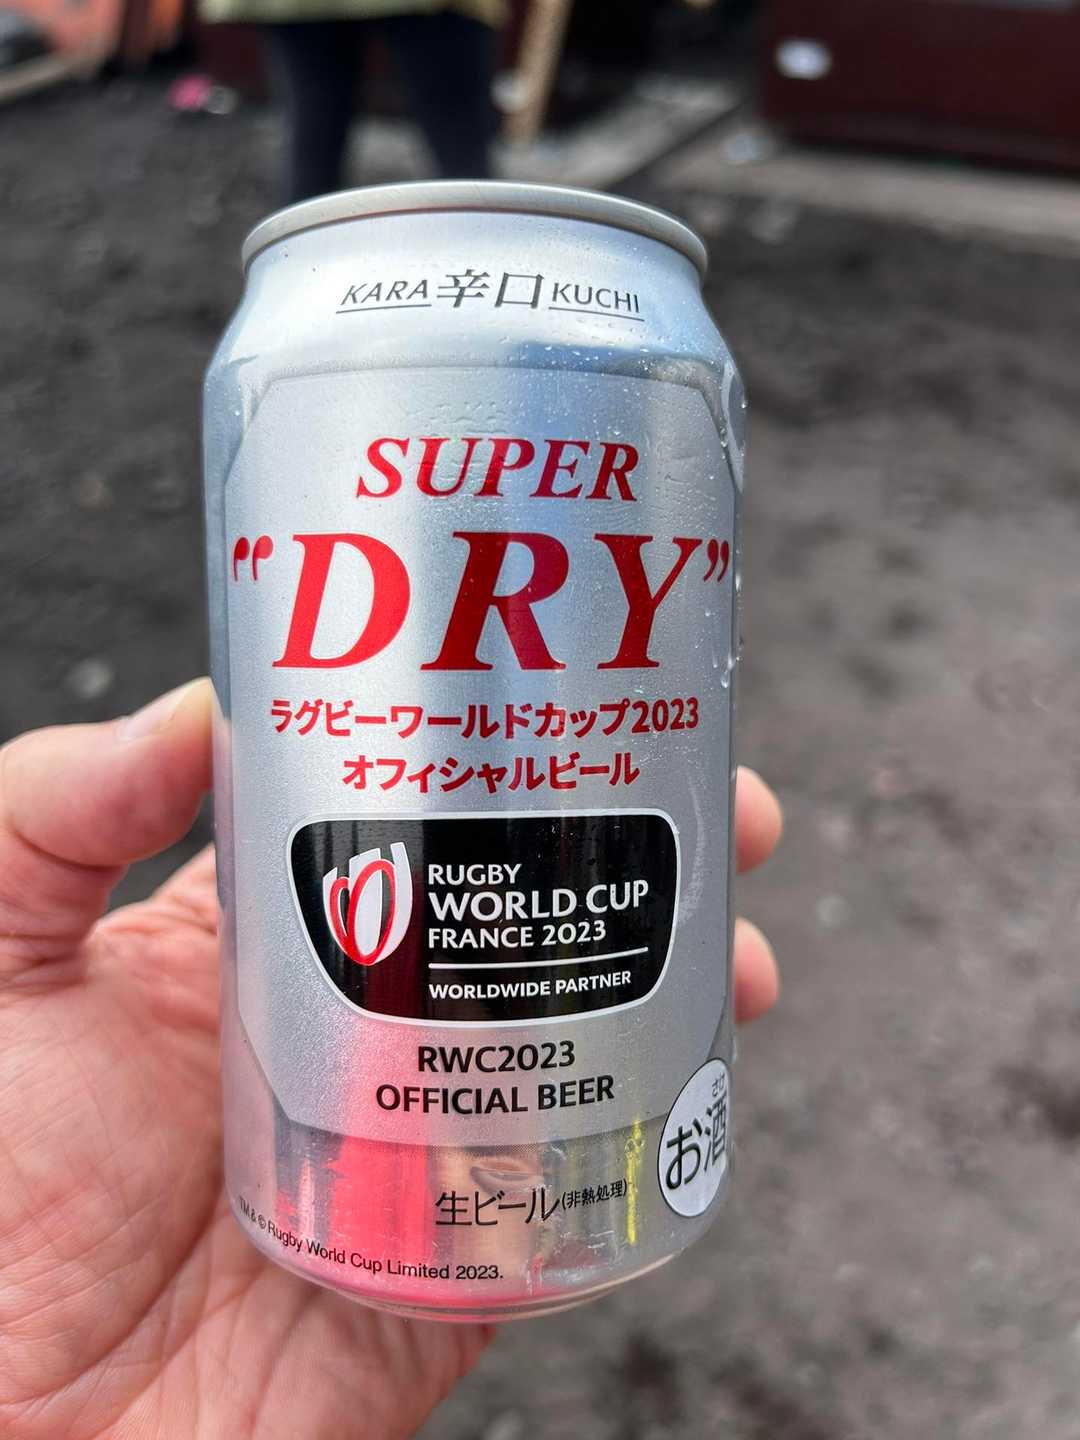 KARA 辛口 KUCHI
SUPER
“DRY”
ラグビーワールドカップ2023
オフィシャルビール
RUGBY
WORLD CUP
FRANCE 2023
WORLDWIDE PARTNER
RWC2023
OFFICIAL BEER
さけ
お酒
生ビール(非熱処理)
TM & © Rugby World Cup Limited 2023.